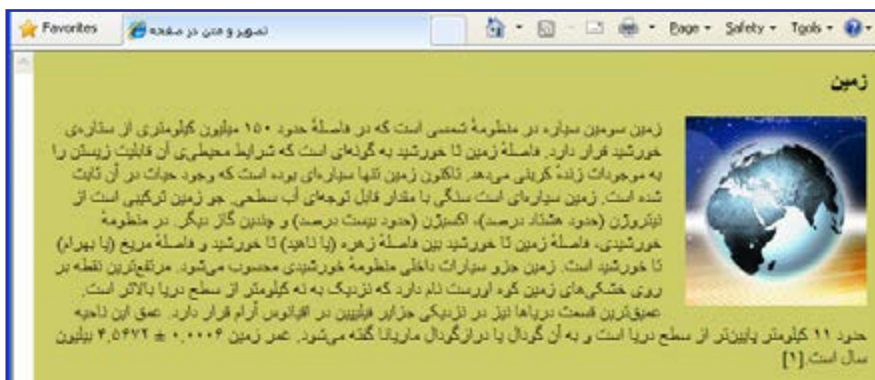 Favorites تصویر و متن در صفحه Page Safety Tools
زمین
زمین سومین سیاره در منظومهٔ شمسی است که در فاصلهٔ حدود ۱۵۰ میلیون کیلومتری از ستاره‌ی
خورشید قرار دارد. فاصلهٔ زمین تا خورشید به گونه‌ای است که شرایط محیطی‌ی آن قابلیت زیستن را
به موجودات زندهٔ کربنی می‌دهد. تاکنون زمین تنها سیاره‌ای بوده است که وجود حیات در آن ثابت
شده است. زمین سیاره‌ای است سنگی با مقدار قابل توجه‌ای آب سطحی. جو زمین ترکیبی است از
نیتروژن (حدود هشتاد درصد)، اکسیژن (حدود بیست درصد) و چندین گاز دیگر. در منظومهٔ
خورشیدی، فاصلهٔ زمین تا خورشید بین فاصلهٔ زهره (یا ناهید) تا خورشید و فاصلهٔ مریخ (یا بهرام)
تا خورشید است. زمین جزو سیارات داخلی منظومهٔ خورشیدی محسوب می‌شود. مرتفع‌ترین نقطه بر
روی خشکی‌های زمین کوه اورست نام دارد که نزدیک به نه کیلومتر از سطح دریا بالاتر است.
عمیق‌ترین قسمت دریاها نیز در نزدیکی جزایر فیلیپین در اقیانوس آرام قرار دارد. عمق این ناحیه
حدود ۱۱ کیلومتر پایین‌تر از سطح دریا است و به آن گودال یا درازگودال ماریانا گفته می‌شود. عمر زمین ۰٫۰۰۰۶ ± ۴٫۵۶۷۲ بیلیون
سال است.[۱]